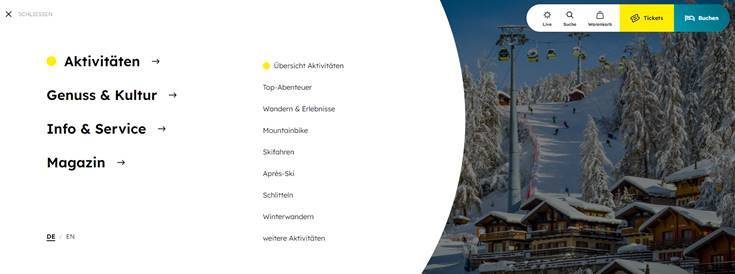 SCHLIESSEN
Live
Suche
Warenkorb
Tickets
Buchen
Aktivitäten
Genuss & Kultur
Info & Service
Magazin
Übersicht Aktivitäten
Top-Abenteuer
Wandern & Erlebnisse
Mountainbike
Skifahren
Après-Ski
Schlitteln
Winterwandern
weitere Aktivitäten
DE / EN